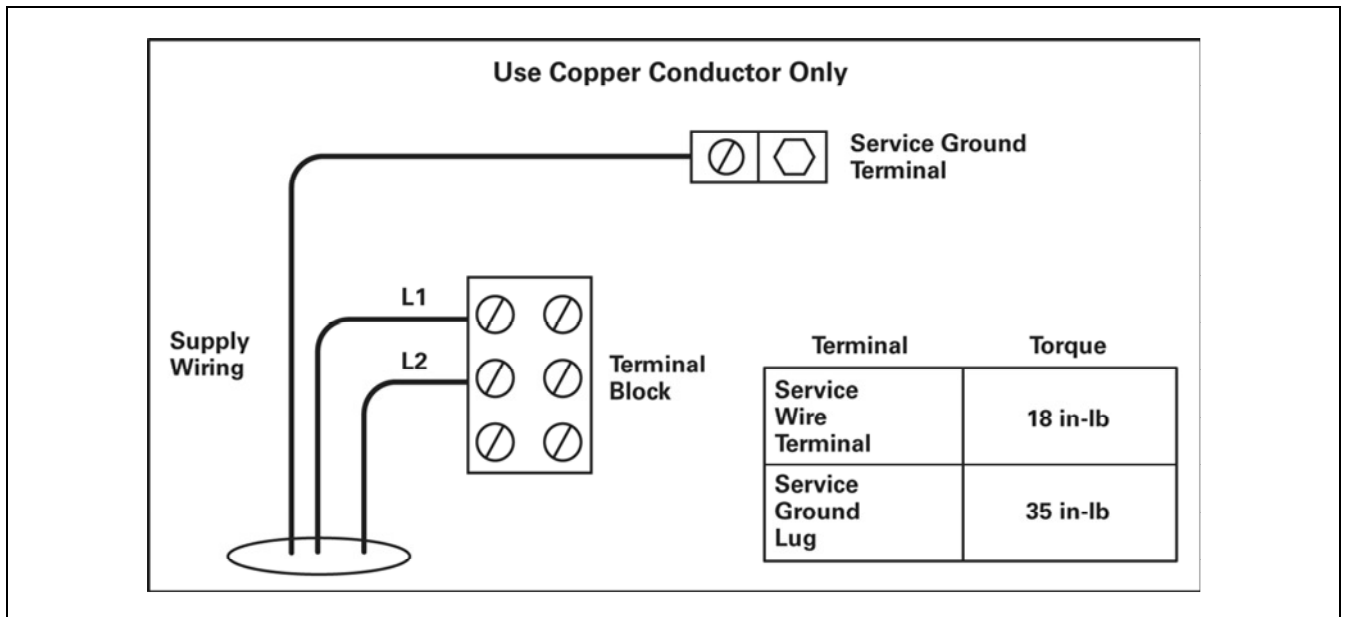 Use Copper Conductor Only
Service Ground
Terminal
L1
L2
Supply
Wiring
Terminal
Block
Terminal Torque
Service
Wire
Terminal
18 in-lb
Service
Ground
Lug
35 in-lb